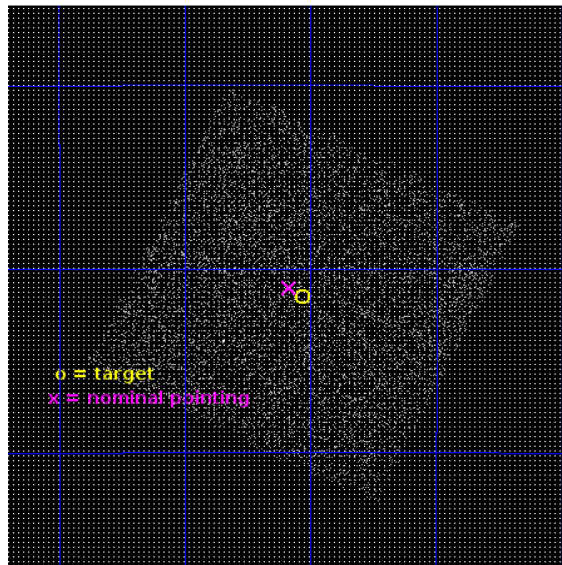 o = target
x = nominal pointing